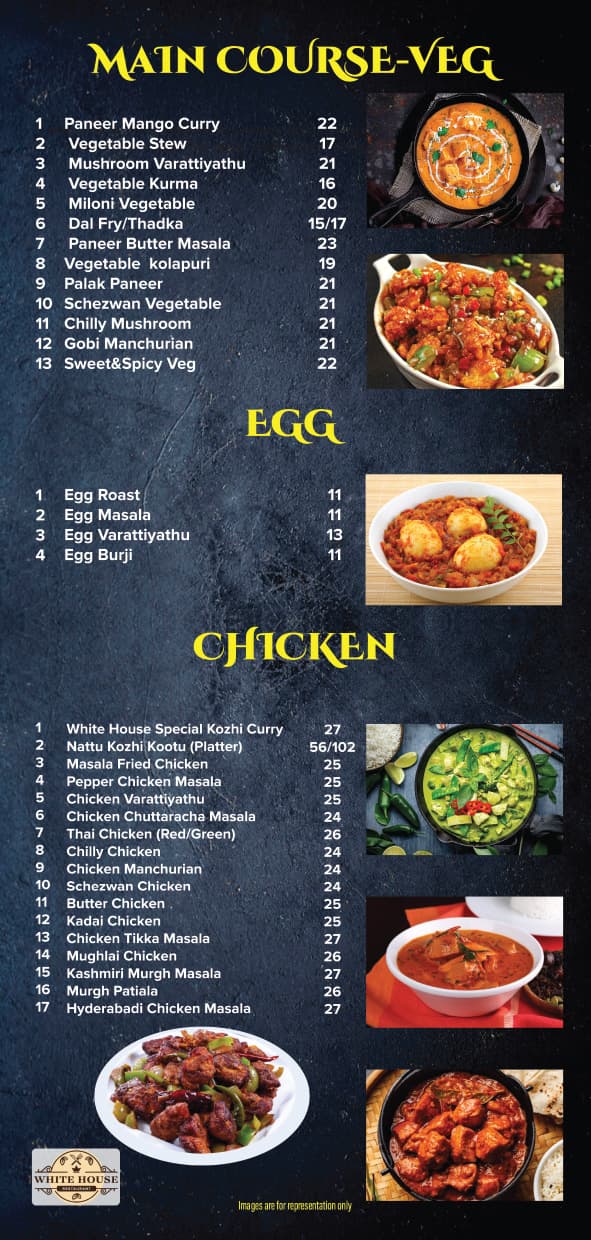 MAIN COURSE-VEG
1 Paneer Mango Curry 22
2 Vegetable Stew 17
3 Mushroom Varattiyathu 21
4 Vegetable Kurma 16
5 Miloni Vegetable 20
6 Dal Fry/Thadka 15/17
7 Paneer Butter Masala 23
8 Vegetable kolapuri 19
9 Palak Paneer 21
10 Schezwan Vegetable 21
11 Chilly Mushroom 21
12 Gobi Manchurian 21
13 Sweet&Spicy Veg 22
EGG
1 Egg Roast 11
2 Egg Masala 11
3 Egg Varattiyathu 13
4 Egg Burji 11
CHICKEN
1 White House Special Kozhi Curry 27
2 Nattu Kozhi Kootu (Platter) 56/102
3 Masala Fried Chicken 25
4 Pepper Chicken Masala 25
5 Chicken Varattiyathu 25
6 Chicken Chuttaracha Masala 24
7 Thai Chicken (Red/Green) 26
8 Chilly Chicken 24
9 Chicken Manchurian 24
10 Schezwan Chicken 24
11 Butter Chicken 25
12 Kadai Chicken 25
13 Chicken Tikka Masala 27
14 Mughlai Chicken 26
15 Kashmiri Murgh Masala 27
16 Murgh Patiala 26
17 Hyderabadi Chicken Masala 27
WHITE HOUSE
RESTAURANT
Images are for representation only